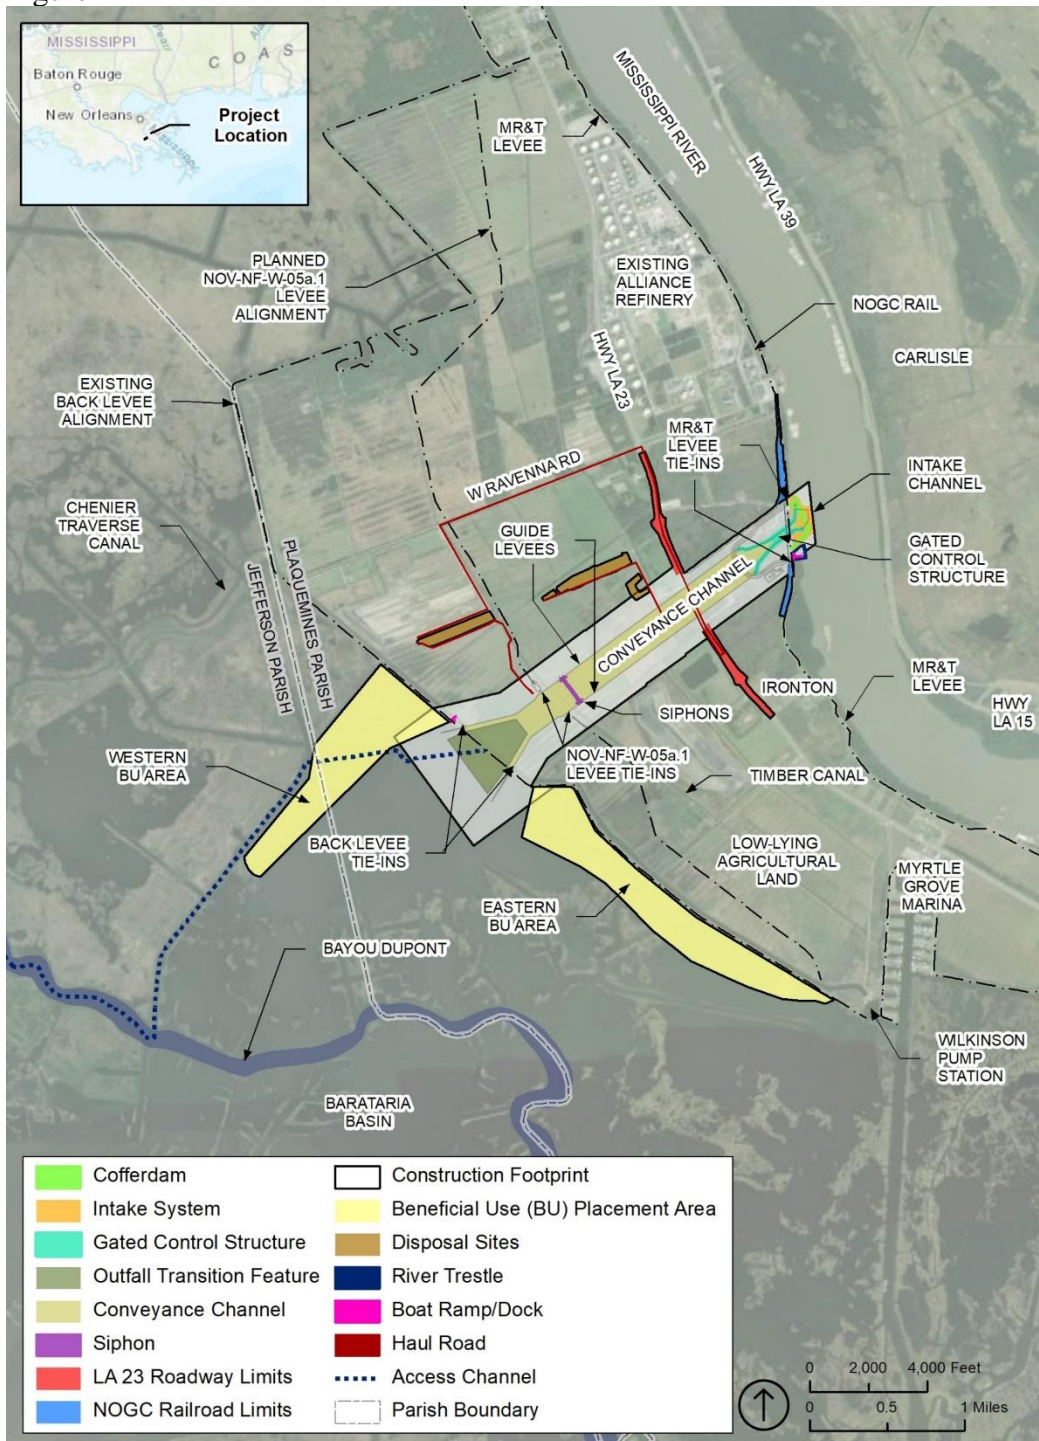 MISSISSIPPI
Pearl
C O A S
Baton Rouge
New Orleans
Mississippi
Project
Location
MR&T
LEVEE
MISSISSIPPI RIVER
HWY LA 39
PLANNED
NOV-NF-W-05a.1
LEVEE
ALIGNMENT
EXISTING
ALLIANCE
REFINERY
NOGC RAIL
HWY LA 23
CARLISLE
EXISTING
BACK LEVEE
ALIGNMENT
MR&T
LEVEE
TIE-INS
W RAVENNA RD
INTAKE
CHANNEL
CHENIER
TRAVERSE
CANAL
GUIDE
LEVEES
GATED
CONTROL
STRUCTURE
PLAQUEMINES PARISH
JEFFERSON PARISH
CONVEYANCE CHANNEL
IRONTON
MR&T
LEVEE
SIPHONS
HWY
LA 15
WESTERN
BU AREA
NOV-NF-W-05a.1
LEVEE TIE-INS
TIMBER CANAL
BACK LEVEE
TIE-INS
LOW-LYING
AGRICULTURAL
LAND
MYRTLE
GROVE
MARINA
EASTERN
BU AREA
BAYOU DUPONT
WILKINSON
PUMP
STATION
BARATARIA
BASIN
Cofferdam
Intake System
Gated Control Structure
Outfall Transition Feature
Conveyance Channel
Siphon
LA 23 Roadway Limits
NOGC Railroad Limits
Construction Footprint
Beneficial Use (BU) Placement Area
Disposal Sites
River Trestle
Boat Ramp/Dock
Haul Road
Access Channel
Parish Boundary
0 2,000 4,000 Feet
0 0.5 1 Miles